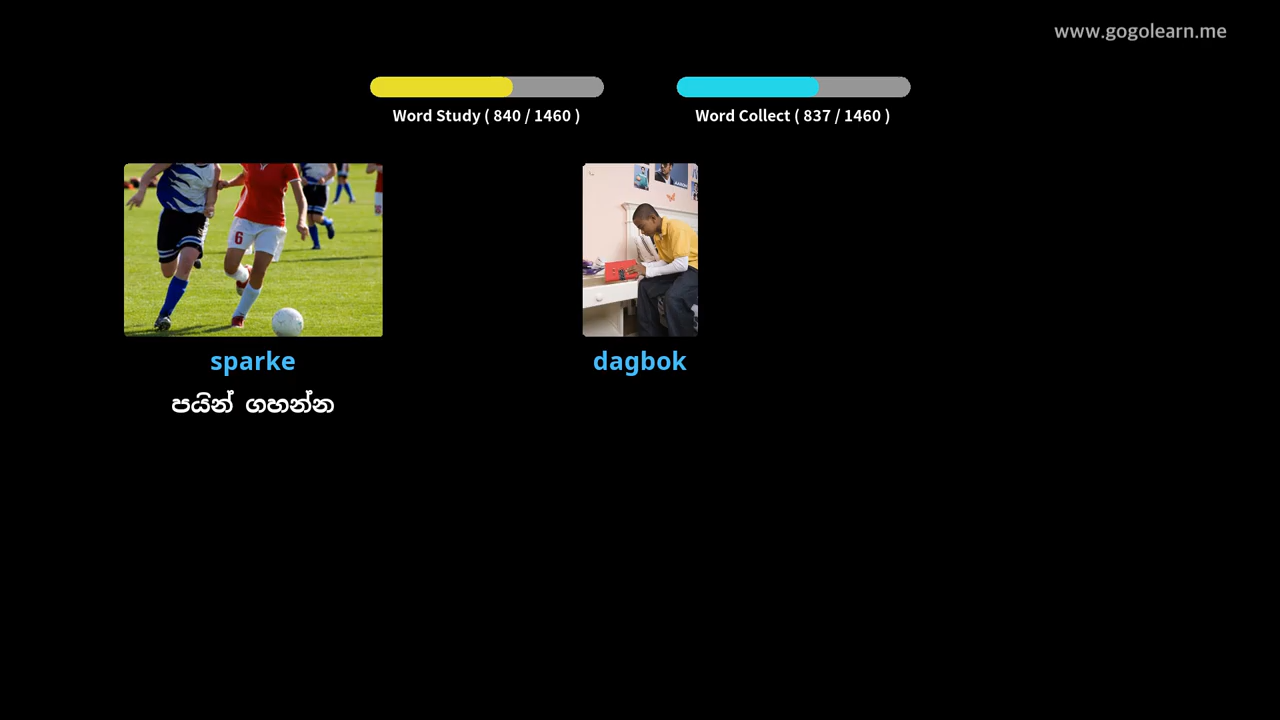 www.gogolearn.me
Word Study ( 840 / 1460 )
Word Collect ( 837 / 1460 )
sparke
dagbok
පයින් ගහන්න